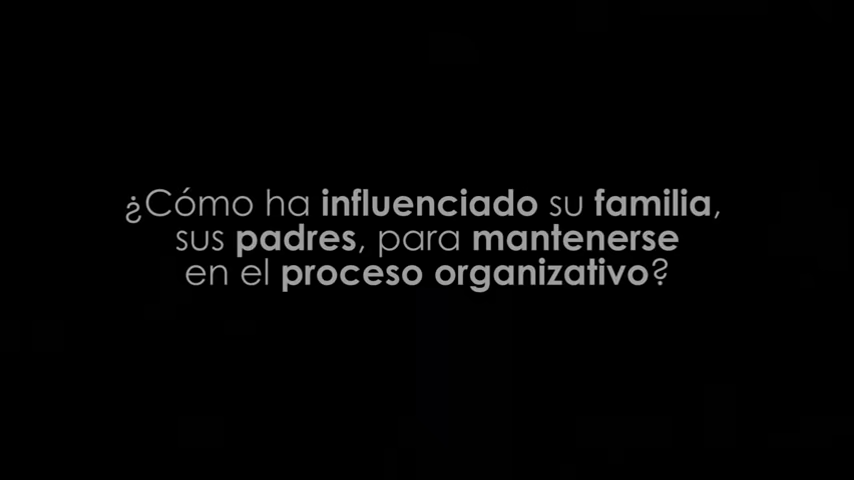 ¿Cómo ha influenciado su familia,
sus padres, para mantenerse
en el proceso organizativo?